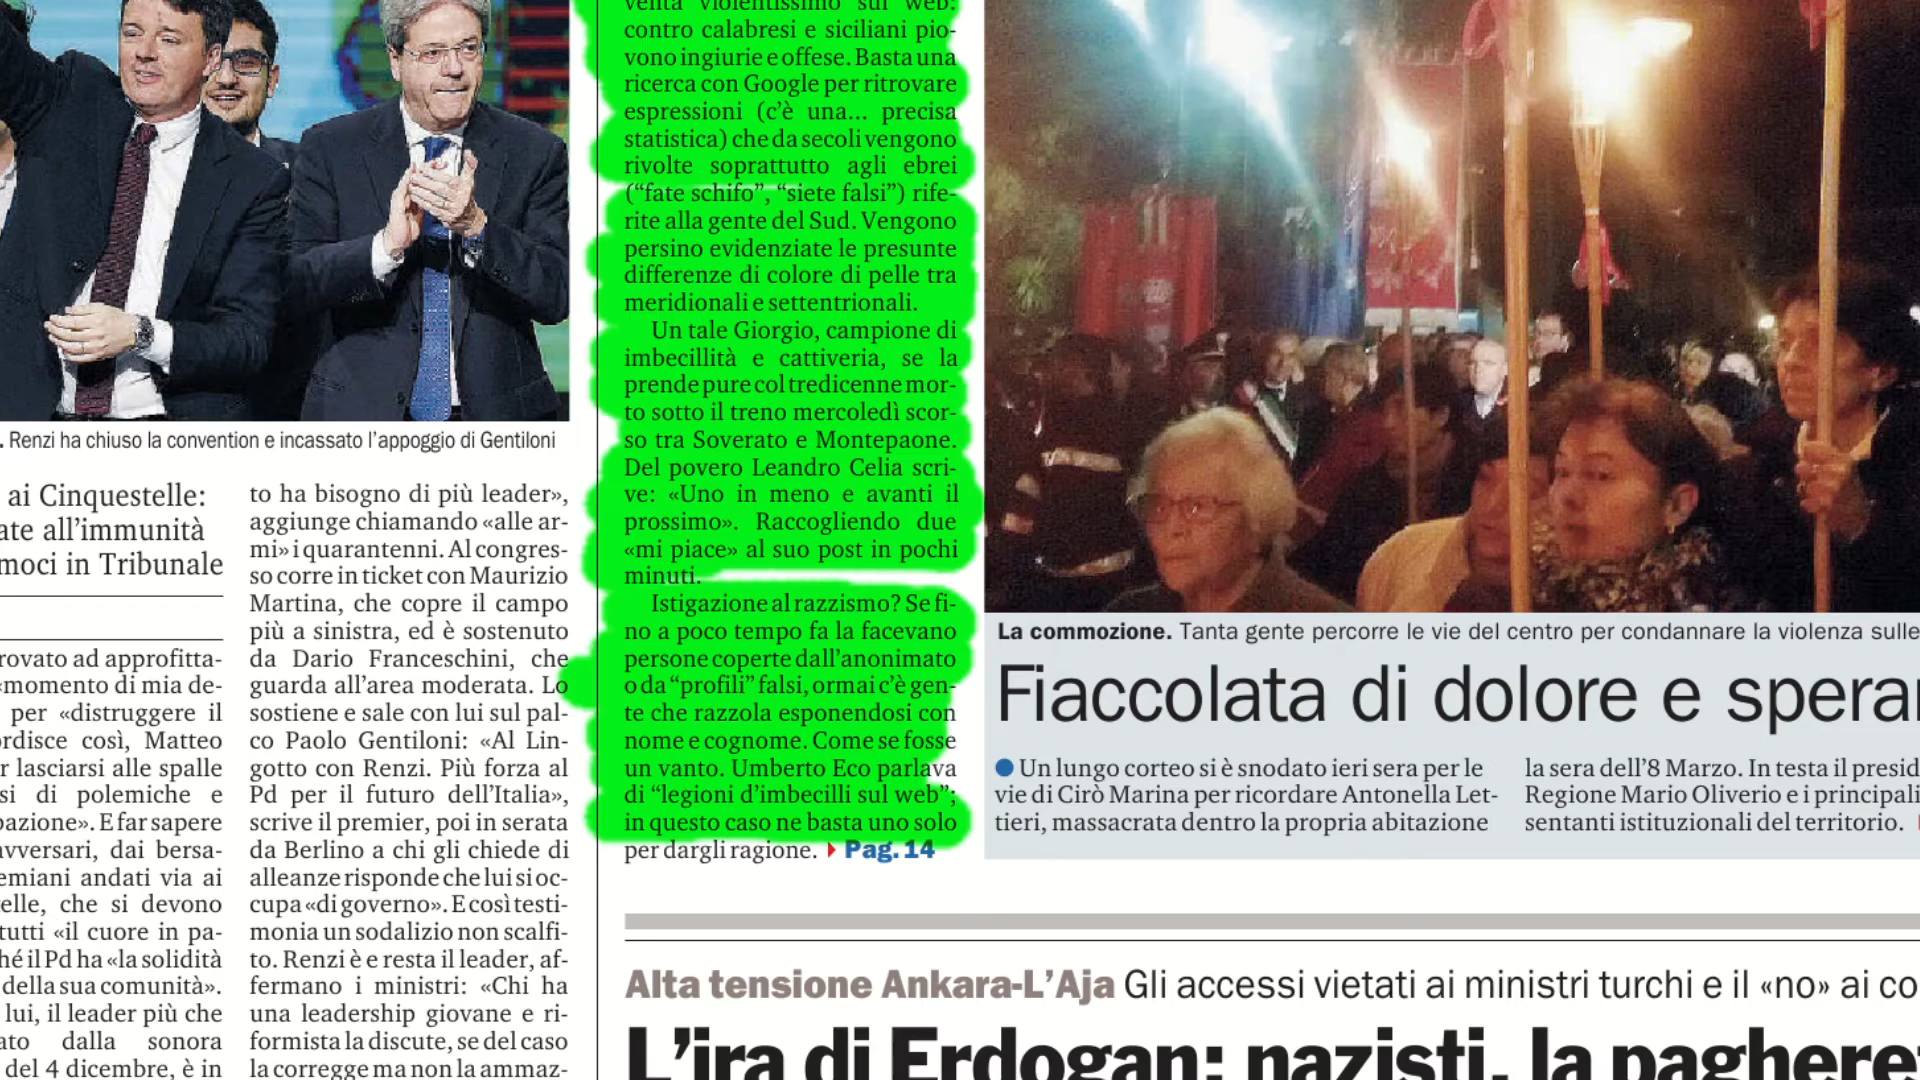 . Renzi ha chiuso la convention e incassato l'appoggio di Gentiloni
ai Cinquestelle:
ate all'immunità
moci in Tribunale
rovato ad approfitta-
«momento di mia de-
per «distruggere il
ordisce così, Matteo
r lasciarsi alle spalle
si di polemiche e
pazione». E far sapere
avversari, dai bersa-
emiani andati via ai
elle, che si devono
tutti «il cuore in pa-
hé il Pd ha «la solidità
della sua comunità».
lui, il leader più che
ato dalla sonora
del 4 dicembre, è in
to ha bisogno di più leader»,
aggiunge chiamando «alle ar-
mi» i quarantenni. Al congres-
so corre in ticket con Maurizio
Martina, che copre il campo
più a sinistra, ed è sostenuto
da Dario Franceschini, che
guarda all'area moderata. Lo
sostiene e sale con lui sul pal-
co Paolo Gentiloni: «Al Lin-
gotto con Renzi. Più forza al
Pd per il futuro dell'Italia»,
scrive il premier, poi in serata
da Berlino a chi gli chiede di
alleanze risponde che lui si oc-
cupa «di governo». E così testi-
monia un sodalizio non scalfi-
to. Renzi è e resta il leader, af-
fermano i ministri: «Chi ha
una leadership giovane e ri-
formista la discute, se del caso
la corregge ma non la ammaz-
venta violentissimo sul web:
contro calabresi e siciliani pio-
vono ingiurie e offese. Basta una
ricerca con Google per ritrovare
espressioni (c'è una... precisa
statistica) che da secoli vengono
rivolte soprattutto agli ebrei
(“fate schifo”, “siete falsi”) rife-
rite alla gente del Sud. Vengono
persino evidenziate le presunte
differenze di colore di pelle tra
meridionali e settentrionali.
Un tale Giorgio, campione di
imbecillità e cattiveria, se la
prende pure col tredicenne mor-
to sotto il treno mercoledì scor-
so tra Soverato e Montepaone.
Del povero Leandro Celia scri-
ve: «Uno in meno e avanti il
prossimo». Raccogliendo due
«mi piace» al suo post in pochi
minuti.
Istigazione al razzismo? Se fi-
no a poco tempo fa la facevano
persone coperte dall'anonimato
o da “profili” falsi, ormai c'è gen-
te che razzola esponendosi con
nome e cognome. Come se fosse
un vanto. Umberto Eco parlava
di “legioni d'imbecilli sul web”;
in questo caso ne basta uno solo
per dargli ragione. Pag. 14
La commozione. Tanta gente percorre le vie del centro per condannare la violenza sulle
Fiaccolata di dolore e speran
Un lungo corteo si è snodato ieri sera per le
vie di Cirò Marina per ricordare Antonella Let-
tieri, massacrata dentro la propria abitazione
la sera dell'8 Marzo. In testa il presid
Regione Mario Oliverio e i principali
sentanti istituzionali del territorio.
Alta tensione Ankara-L'Aja Gli accessi vietati ai ministri turchi e il «no» ai co
L'ira di Erdogan: nazisti, la paghere